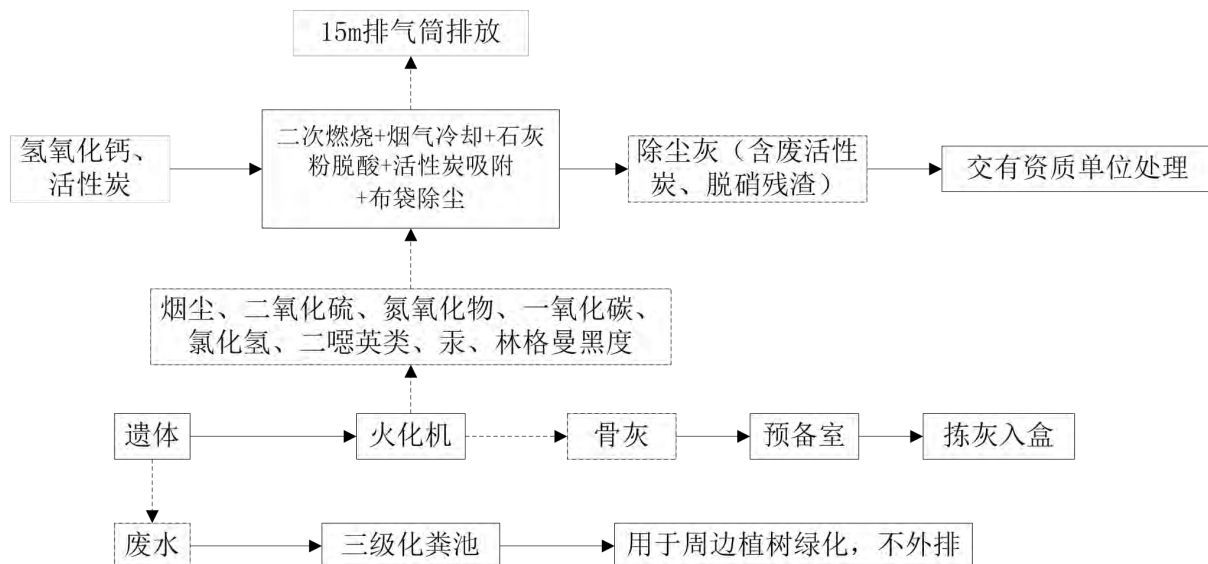 15m排气筒排放
氢氧化钙、
活性炭
二次燃烧+烟气冷却+石灰
粉脱酸+活性炭吸附
+布袋除尘
除尘灰（含废活性
炭、脱硝残渣）
交有资质单位处理
烟尘、二氧化硫、氮氧化物、一氧化碳、
氯化氢、二噁英类、汞、林格曼黑度
遗体
火化机
骨灰
预备室
拣灰入盒
废水
三级化粪池
用于周边植树绿化，不外排